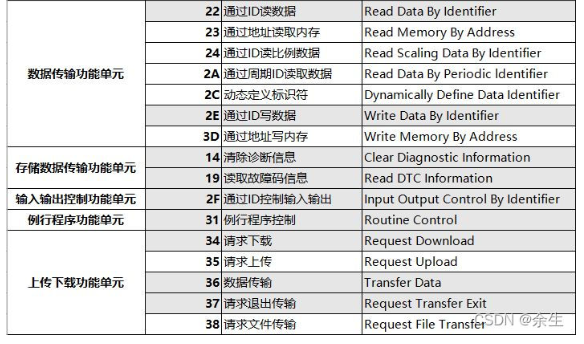 数据传输功能单元
22 通过ID读数据 Read Data By Identifier
23 通过地址读取内存 Read Memory By Address
24 通过ID读比例数据 Read Scaling Data By Identifier
2A 通过周期ID读取数据 Read Data By Periodic Identifier
2C 动态定义标识符 Dynamically Define Data Identifier
2E 通过ID写数据 Write Data By Identifier
3D 通过地址写内存 Write Memory By Address
存储数据传输功能单元
14 清除诊断信息 Clear Diagnostic Information
19 读取故障码信息 Read DTC Information
输入输出控制功能单元 2F 通过ID控制输入输出 Input Output Control By Identifier
例行程序功能单元 31 例行程序控制 Routine Control
上传下载功能单元
34 请求下载 Request Download
35 请求上传 Request Upload
36 数据传输 Transfer Data
37 请求退出传输 Request Transfer Exit
38 请求文件传输 Request File Transfer
CSDN @余生